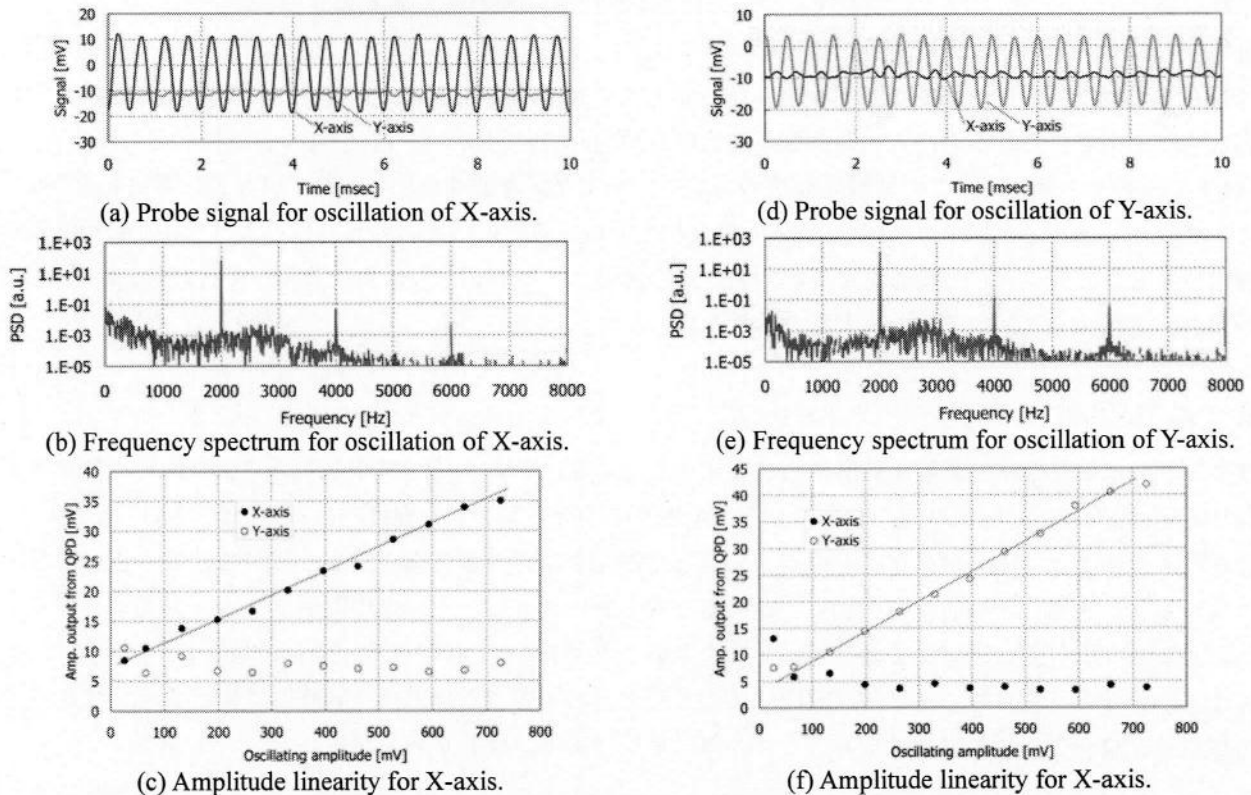 20
10
0
-10
-20
-30
Signal [mV]
X-axis
Y-axis
0
2
4
6
8
10
Time [msec]
(a) Probe signal for oscillation of X-axis.
1.E+03
1.E+01
1.E-01
1.E-03
1.E-05
PSD [a.u.]
0
1000
2000
3000
4000
5000
6000
7000
8000
Frequency [Hz]
(b) Frequency spectrum for oscillation of X-axis.
40
35
30
25
20
15
10
5
0
Amp. output from QPD [mV]
X-axis
Y-axis
0
100
200
300
400
500
600
700
800
Oscillating amplitude [mV]
(c) Amplitude linearity for X-axis.
20
10
0
-10
-20
-30
Signal [mV]
X-axis
Y-axis
0
2
4
6
8
10
Time [msec]
(d) Probe signal for oscillation of Y-axis.
1.E+03
1.E+01
1.E-01
1.E-03
1.E-05
PSD [a.u.]
0
1000
2000
3000
4000
5000
6000
7000
8000
Frequency [Hz]
(e) Frequency spectrum for oscillation of Y-axis.
45
40
35
30
25
20
15
10
5
0
Amp. output from QPD [mV]
X-axis
Y-axis
0
100
200
300
400
500
600
700
800
Oscillating amplitude [mV]
(f) Amplitude linearity for X-axis.